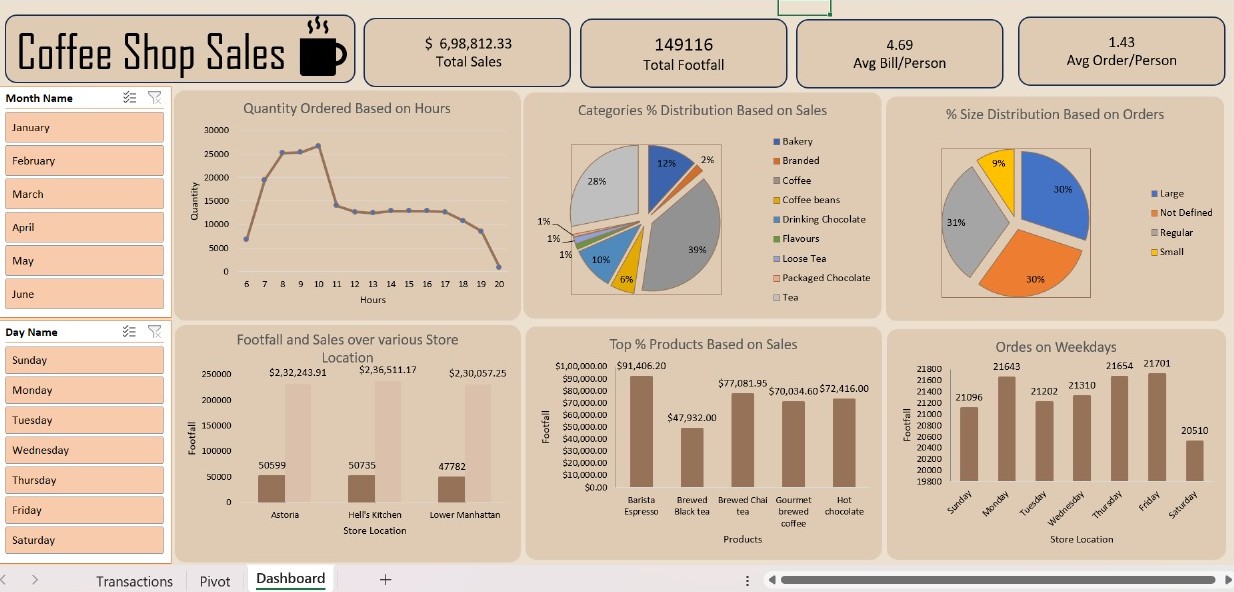 Coffee Shop Sales
$ 6,98,812.33
Total Sales
149116
Total Footfall
4.69
Avg Bill/Person
1.43
Avg Order/Person
Month Name
January
February
March
April
May
June
Day Name
Sunday
Monday
Tuesday
Wednesday
Thursday
Friday
Saturday
Quantity Ordered Based on Hours
Quantity
30000
25000
20000
15000
10000
5000
0
6 7 8 9 10 11 12 13 14 15 16 17 18 19 20
Hours
Categories % Distribution Based on Sales
12%
2%
39%
6%
10%
1%
1%
1%
28%
Bakery
Branded
Coffee
Coffee beans
Drinking Chocolate
Flavours
Loose Tea
Packaged Chocolate
Tea
% Size Distribution Based on Orders
30%
30%
31%
9%
Large
Not Defined
Regular
Small
Footfall and Sales over various Store
Location
Footfall
250000
200000
150000
100000
50000
0
$2,32,243.91
$2,36,511.17
$2,30,057.25
50599
50735
47782
Astoria
Hell's Kitchen
Lower Manhattan
Store Location
Top % Products Based on Sales
Footfall
$1,00,000.00
$90,000.00
$80,000.00
$70,000.00
$60,000.00
$50,000.00
$40,000.00
$30,000.00
$20,000.00
$10,000.00
$0.00
$91,406.20
$47,932.00
$77,081.95
$70,034.60
$72,416.00
Barista
Espresso
Brewed
Black tea
Brewed Chai
tea
Gourmet
brewed
coffee
Hot
chocolate
Products
Ordes on Weekdays
Footfall
21800
21600
21400
21200
21000
20800
20600
20400
20200
20000
19800
21096
21643
21202
21310
21654
21701
20510
Sunday
Monday
Tuesday
Wednesday
Thursday
Friday
Saturday
Store Location
Transactions
Pivot
Dashboard